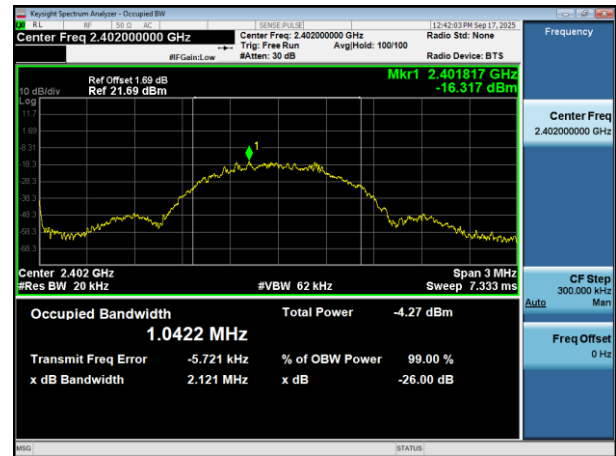 Keysight Spectrum Analyzer - Occupied BW
RL RF 50 Ω AC SENSE:PULSE 12:42:03 PM Sep 17, 2025
Center Freq 2.402000000 GHz
Center Freq: 2.402000000 GHz Radio Std: None
Trig: Free Run Avg|Hold: 100/100
#IFGain:Low #Atten: 30 dB Radio Device: BTS
Frequency
Ref Offset 1.69 dB
10 dB/div Ref 21.69 dBm
Mkr1 2.401817 GHz
-16.317 dBm
Log
11.7
1.69
-8.31
-18.3
-28.3
-38.3
-48.3
-58.3
-68.3
1
Center Freq
2.402000000 GHz
Center 2.402 GHz Span 3 MHz
#Res BW 20 kHz #VBW 62 kHz Sweep 7.333 ms
CF Step
300.000 kHz
Auto Man
Occupied Bandwidth Total Power -4.27 dBm
1.0422 MHz
Transmit Freq Error -5.721 kHz % of OBW Power 99.00 %
x dB Bandwidth 2.121 MHz x dB -26.00 dB
Freq Offset
0 Hz
MSG STATUS